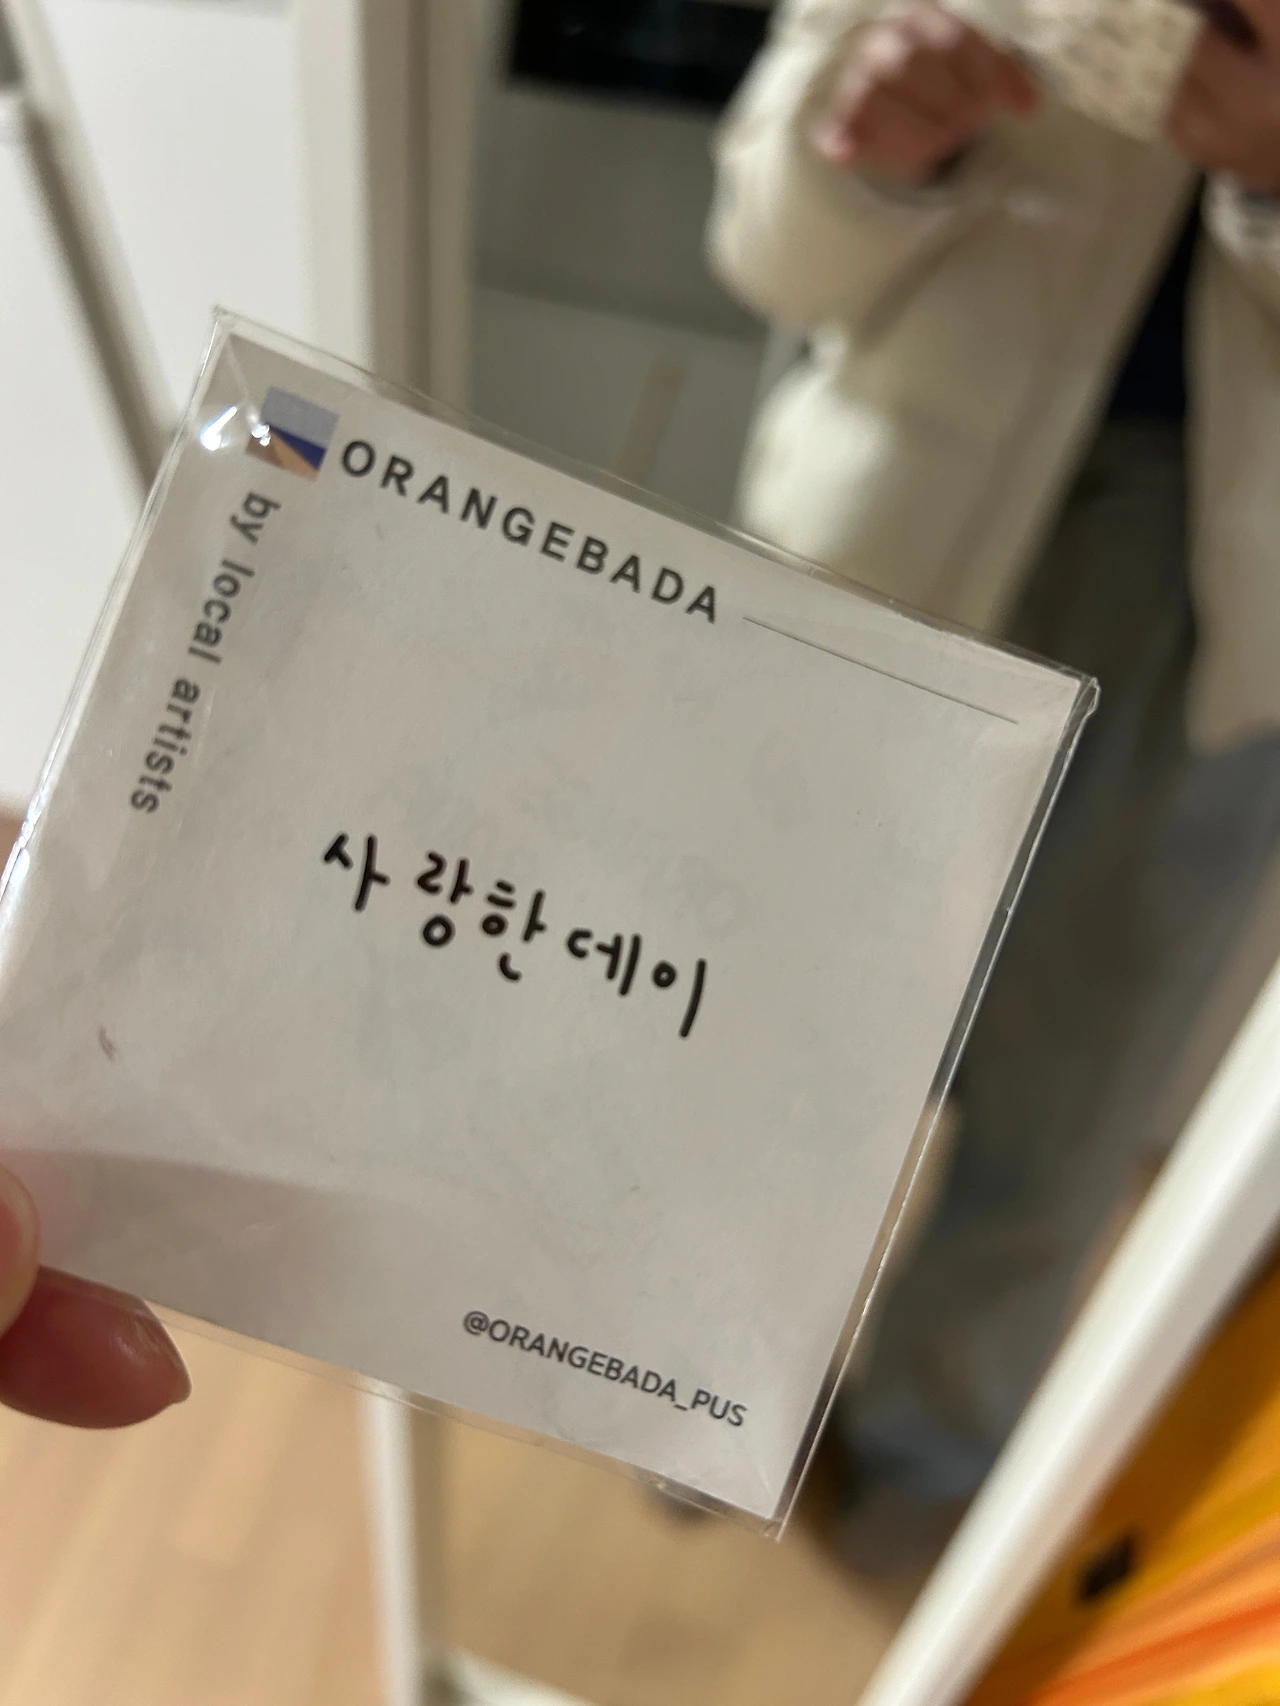 ORANGEBADA
by local artists
사랑한데이
@ORANGEBADA_PUS